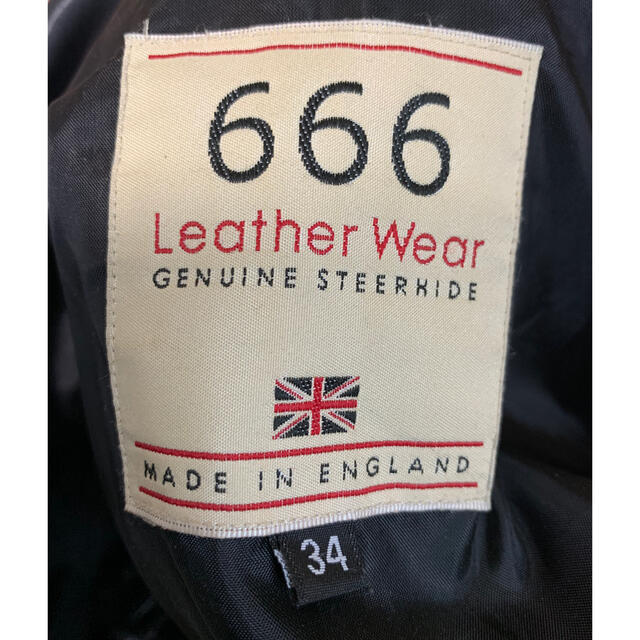 666
Leather Wear
GENUINE STEERHIDE
MADE IN ENGLAND
34